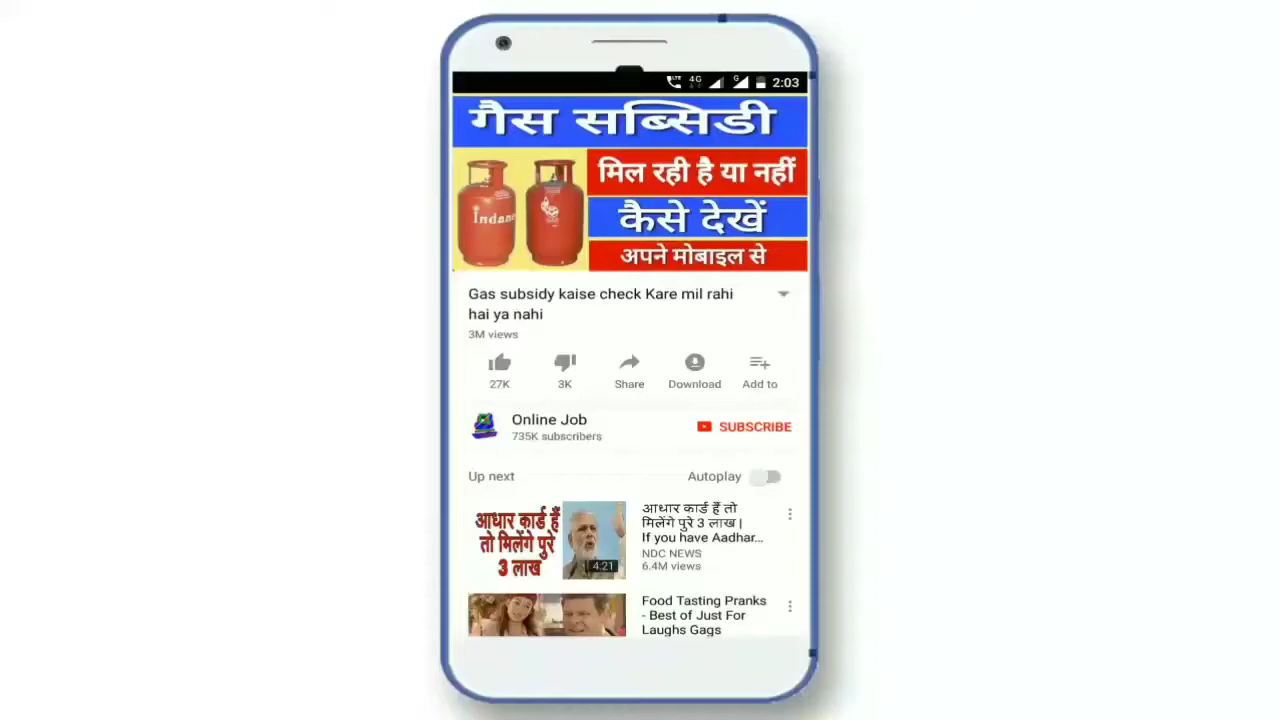 LTE 4G G 2:03
गैस सब्सिडी
मिल रही है या नहीं
कैसे देखें
अपने मोबाइल से
Indane
Gas subsidy kaise check Kare mil rahi
hai ya nahi
3M views
27K 3K Share Download Add to
Online Job
735K subscribers
SUBSCRIBE
Up next Autoplay
आधार कार्ड हैं
तो मिलेंगे पुरे
3 लाख
4:21
आधार कार्ड हैं तो
मिलेंगे पुरे 3 लाख |
If you have Aadhar...
NDC NEWS
6.4M views
Food Tasting Pranks
- Best of Just For
Laughs Gags